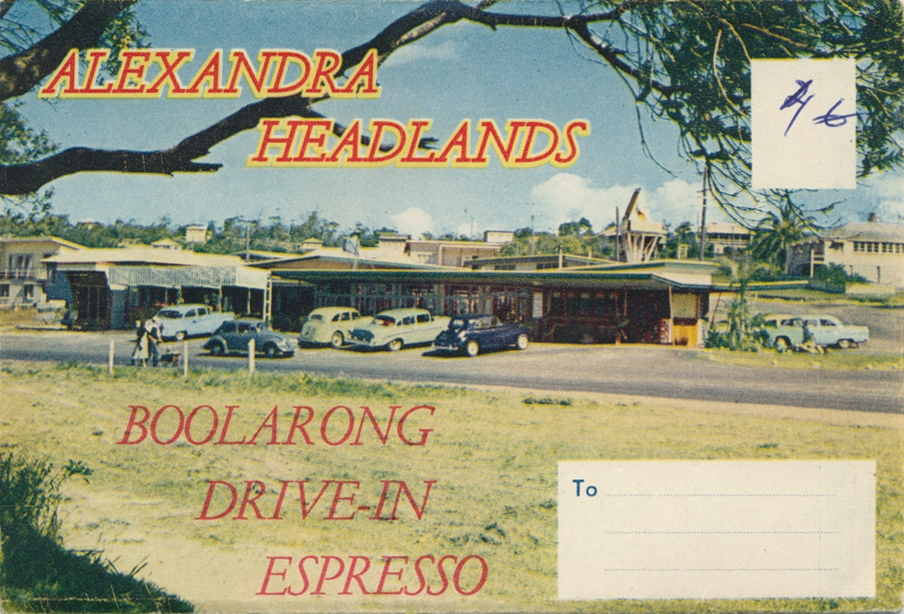 ALEXANDRA
HEADLANDS
BOOLARONG
DRIVE-IN
ESPRESSO
To